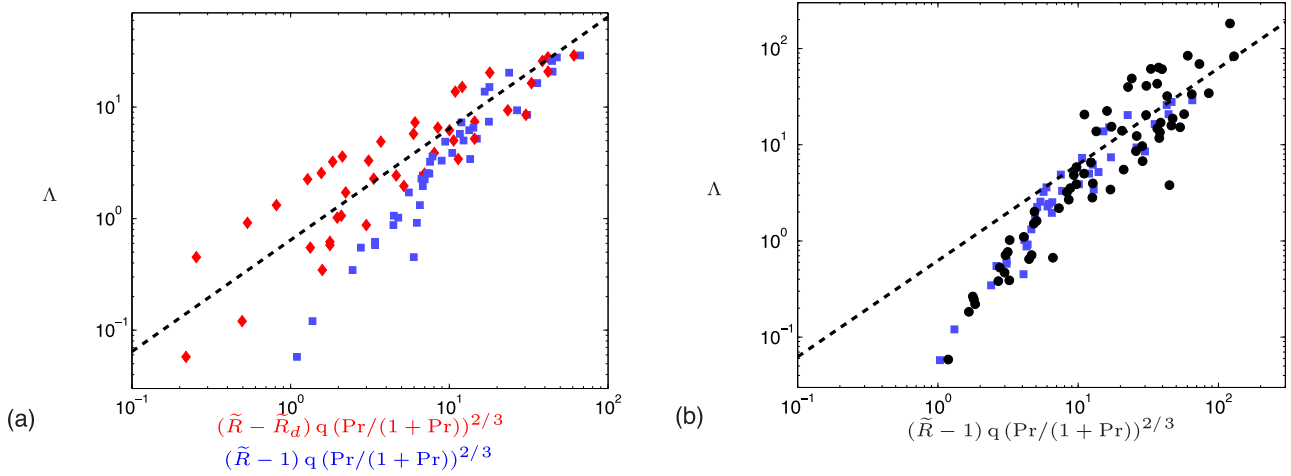 Λ
10^1
10^0
10^-1
10^-1 10^0 10^1 10^2
(a)
(R̃ − R̃_d) q (Pr/(1 + Pr))^2/3
(R̃ − 1) q (Pr/(1 + Pr))^2/3
Λ
10^2
10^1
10^0
10^-1
10^-1 10^0 10^1 10^2
(b)
(R̃ − 1) q (Pr/(1 + Pr))^2/3